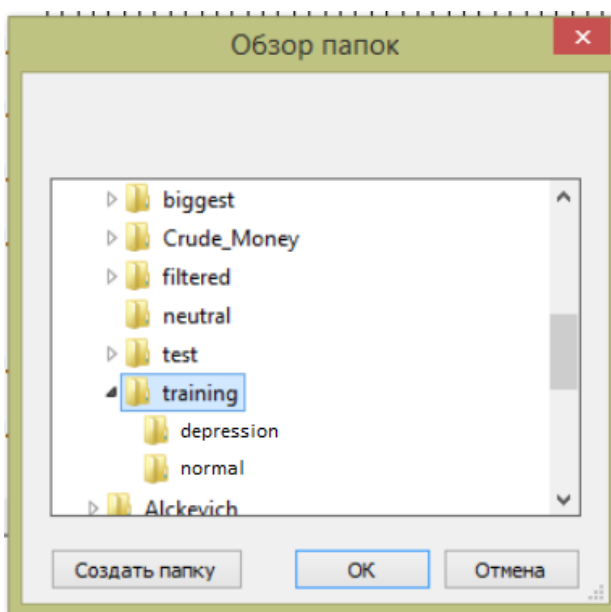 Обзор папок
biggest
Crude_Money
filtered
neutral
test
training
depression
normal
Alckevich
Создать папку
OK
Отмена